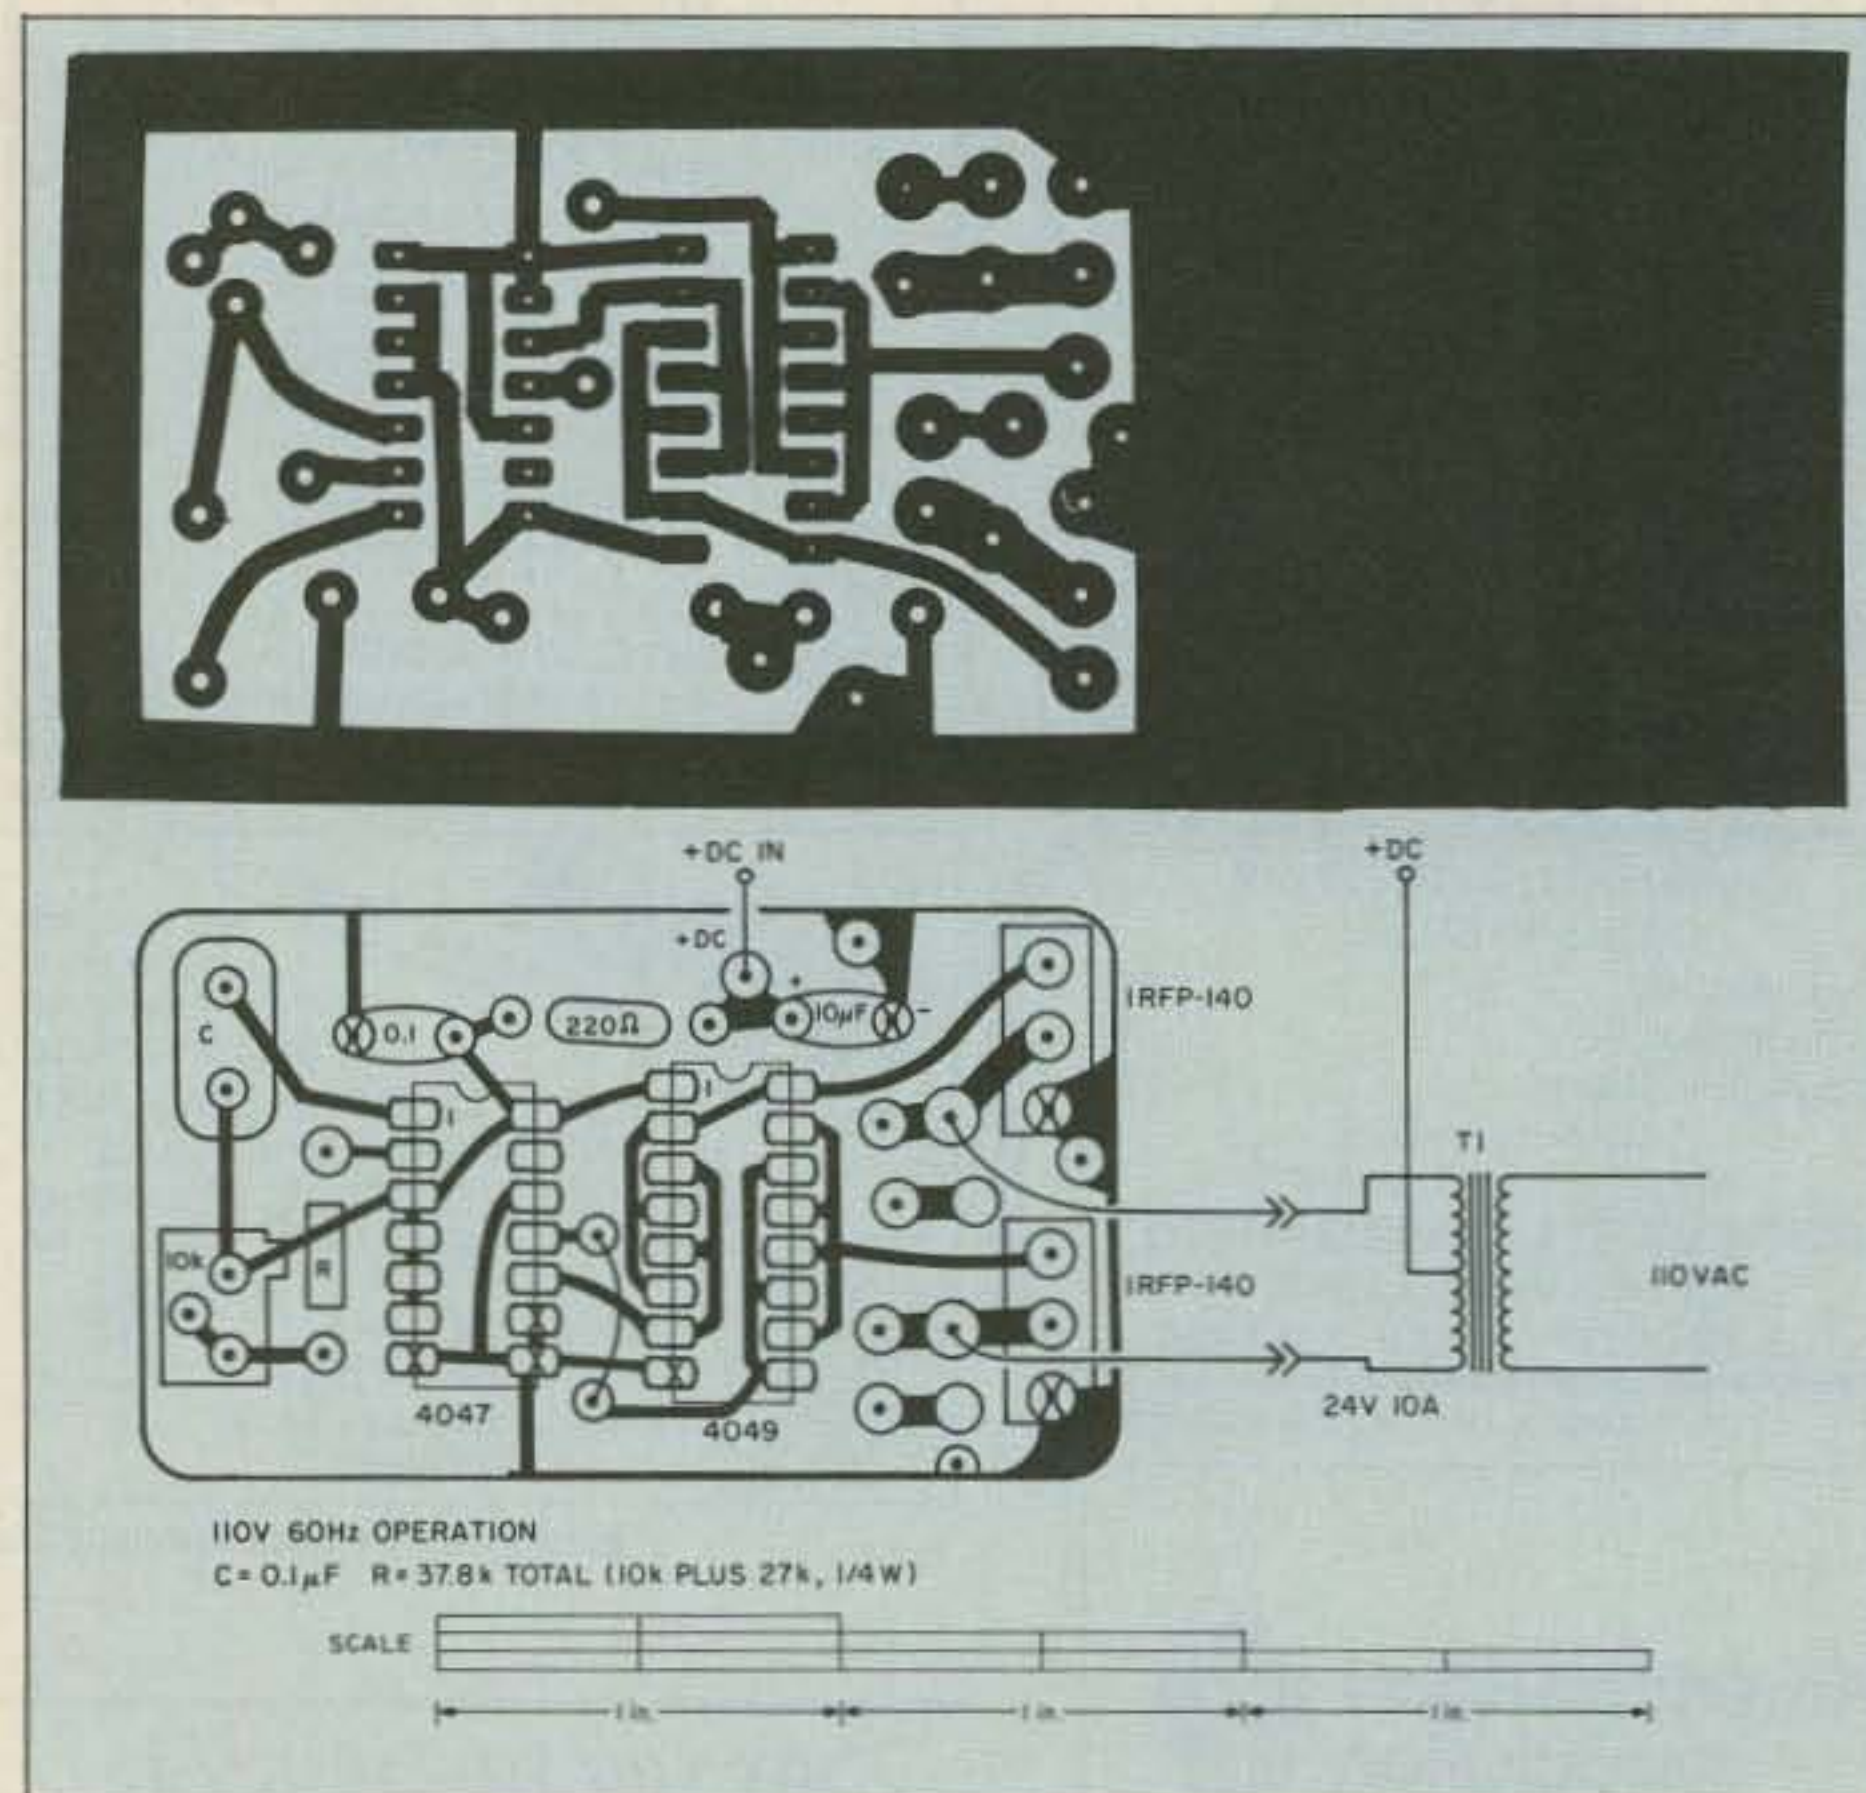 +DC IN
+DC
+DC
+
1RFP-140
C
0.1
220Ω
10µF
-
1
1
T1
10k
R
1RFP-140
110VAC
4047
4049
24V 10A
110V 60Hz OPERATION
C= 0.1µF R= 37.8k TOTAL (10k PLUS 27k, 1/4W)
SCALE
1 in.
1 in.
1 in.